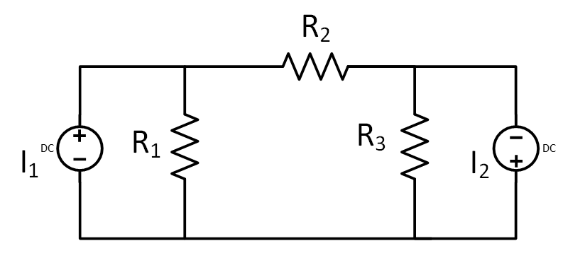 R2
DC
+
−
I1
R1
R3
I2
−
+
DC